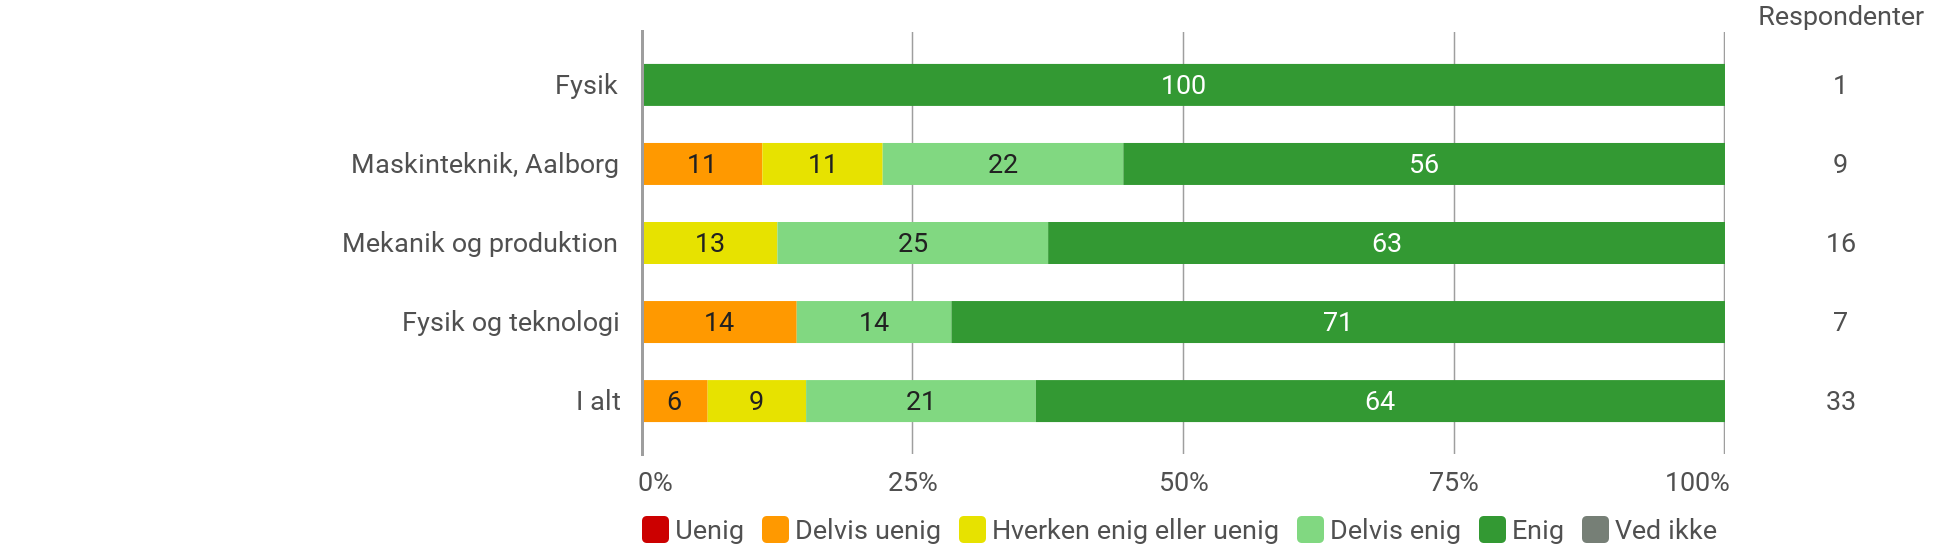 Respondenter
Fysik 100 1
Maskinteknik, Aalborg 11 11 22 56 9
Mekanik og produktion 13 25 63 16
Fysik og teknologi 14 14 71 7
I alt 6 9 21 64 33
0% 25% 50% 75% 100%
Uenig Delvis uenig Hverken enig eller uenig Delvis enig Enig Ved ikke